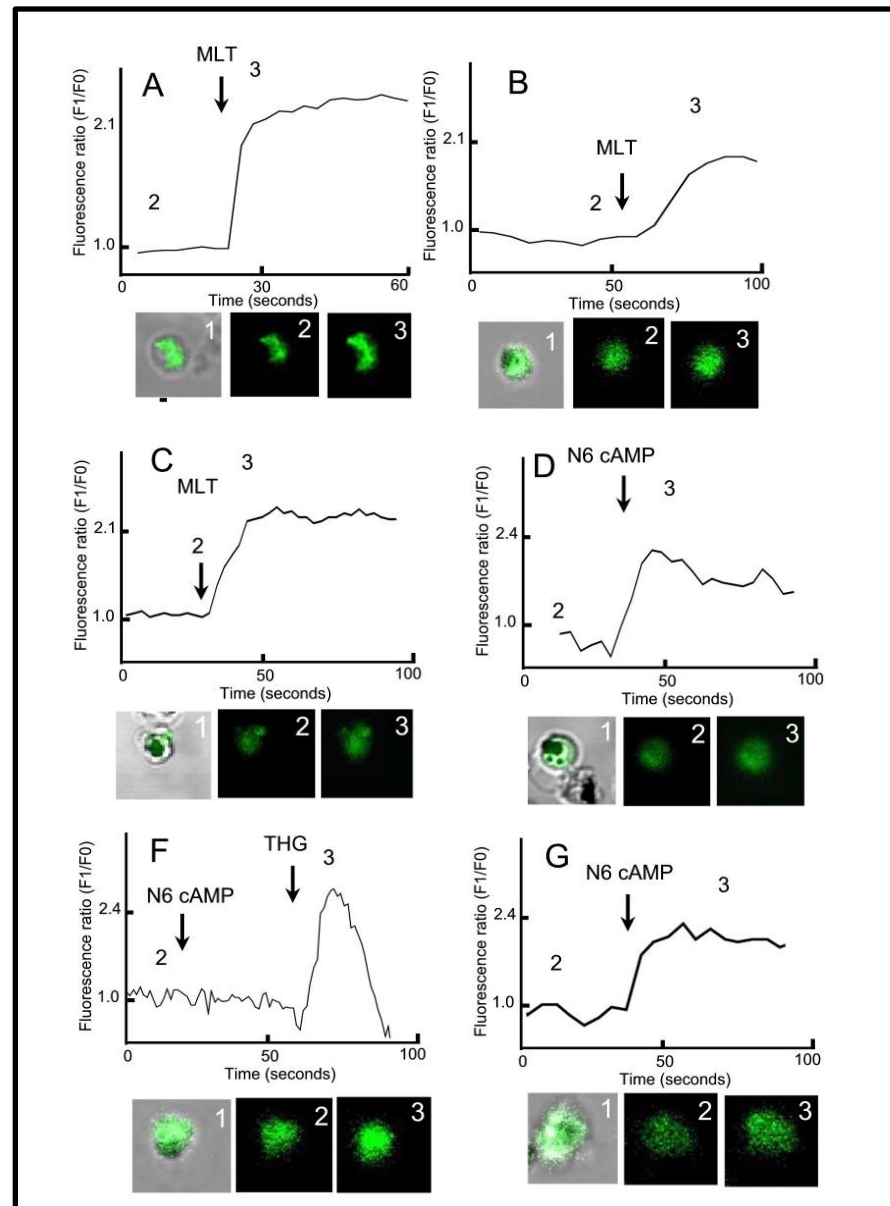 A
MLT
3
Fluorescence ratio (F1/F0)
2.1
2
1.0
0
30
60
Time (seconds)
1
2
3
B
3
Fluorescence ratio (F1/F0)
2.1
MLT
2
1.0
0
50
100
Time (seconds)
1
2
3
C
3
MLT
Fluorescence ratio (F1/F0)
2.1
2
1.0
0
50
100
Time (seconds)
1
2
3
N6 cAMP
D
3
Fluorescence ratio (F1/F0)
2.4
2
1.0
0
50
100
Time (seconds)
1
2
3
THG
F
3
N6 cAMP
Fluorescence ratio (F1/F0)
2.4
2
1.0
0
50
100
Time (seconds)
1
2
3
G
N6 cAMP
3
Fluorescence ratio (F1/F0)
2.4
2
1.0
0
50
100
Time (seconds)
1
2
3